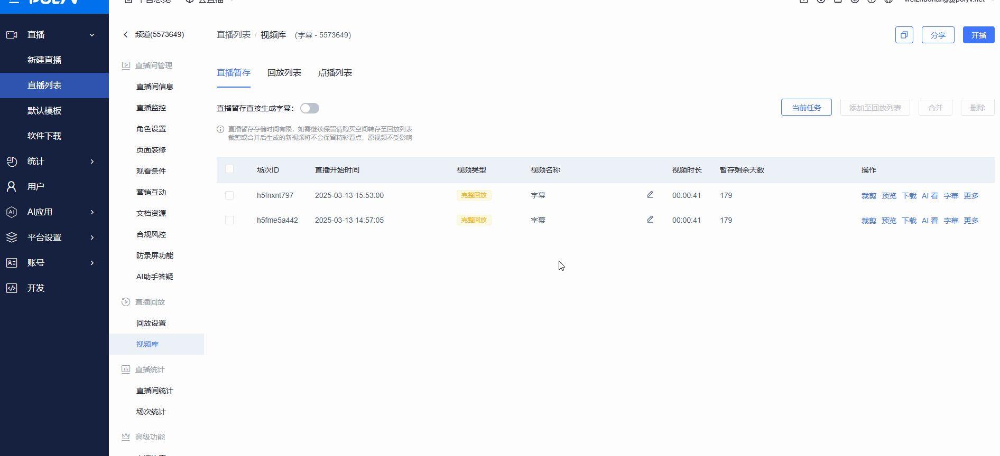 POLYV
weizhuohang@polyv.net
直播
新建直播
直播列表
默认模板
软件下载
统计
用户
AI应用
平台设置
账号
开发
频道(5573649)
直播间管理
直播间信息
直播监控
角色设置
页面装修
观看条件
营销互动
文档资源
合规风控
防录屏功能
AI助手答疑
直播回放
回放设置
视频库
直播统计
直播间统计
场次统计
高级功能
直播列表 / 视频库 (字幕 - 5573649)
分享 开播
直播暂存 回放列表 点播列表
直播暂存直接生成字幕：
当前任务 添加至回放列表 合并 删除
直播暂存存储时间有限，如需继续保留请购买空间转存至回放列表
裁剪或合并后生成的新视频将不会保留精彩看点，原视频不受影响
场次ID 直播开始时间 视频类型 视频名称 视频时长 暂存剩余天数 操作
h5fnxnt797 2025-03-13 15:53:00 完整回放 字幕 00:00:41 179 裁剪 预览 下载 AI 看 字幕 更多
h5fme5a442 2025-03-13 14:57:05 完整回放 字幕 00:00:41 179 裁剪 预览 下载 AI 看 字幕 更多